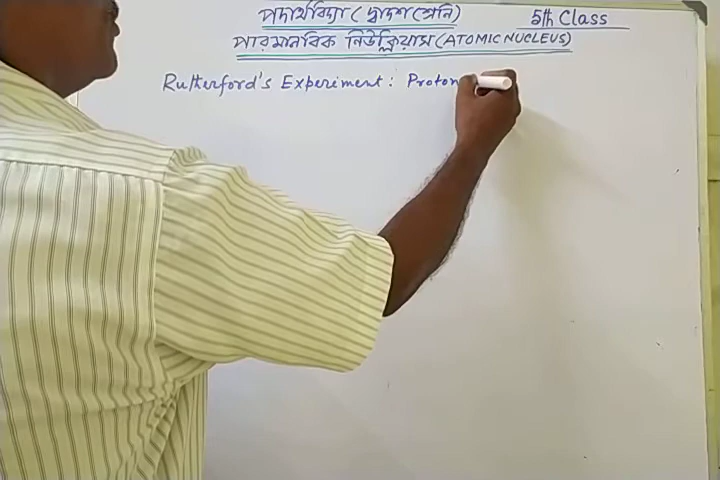 পদার্থবিদ্যা (দ্বাদশ শ্রেনি) 5th Class
পারমানবিক নিউক্লিয়াস (ATOMIC NUCLEUS)
Rutherford's Experiment: Proton